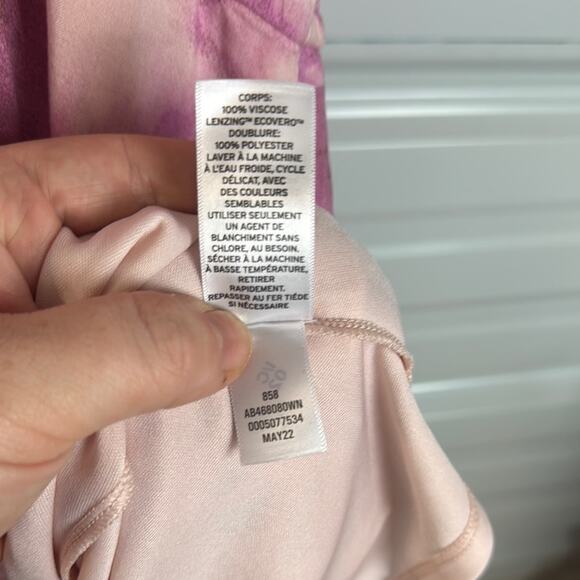 CORPS:
100% VISCOSE
LENZING™ ECOVERO™
DOUBLURE:
100% POLYESTER
LAVER À LA MACHINE
À L'EAU FROIDE, CYCLE
DÉLICAT, AVEC
DES COULEURS
SEMBLABLES
UTILISER SEULEMENT
UN AGENT DE
BLANCHIMENT SANS
CHLORE, AU BESOIN.
SÉCHER À LA MACHINE
À BASSE TEMPÉRATURE,
RETIRER
RAPIDEMENT.
REPASSER AU FER TIÈDE
SI NÉCESSAIRE
858
AB468080WN
0005077534
MAY22